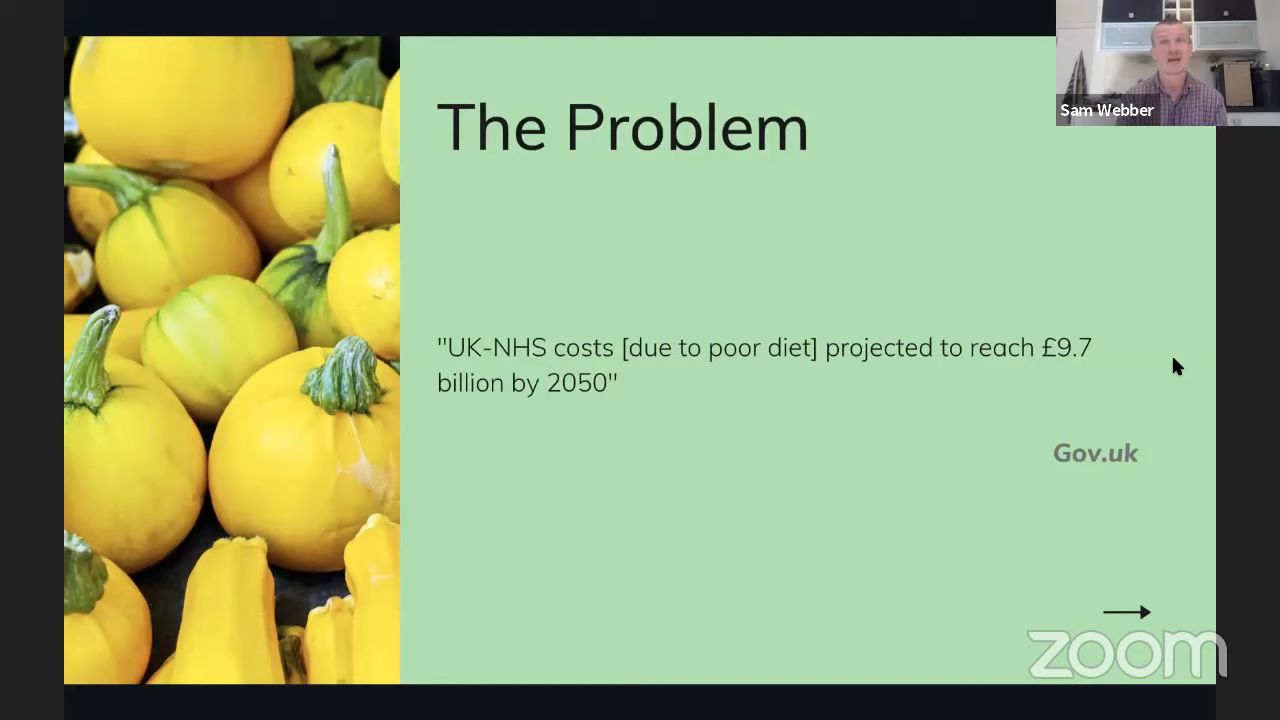 The Problem
Sam Webber
"UK-NHS costs [due to poor diet] projected to reach £9.7
billion by 2050"
Gov.uk
zoom